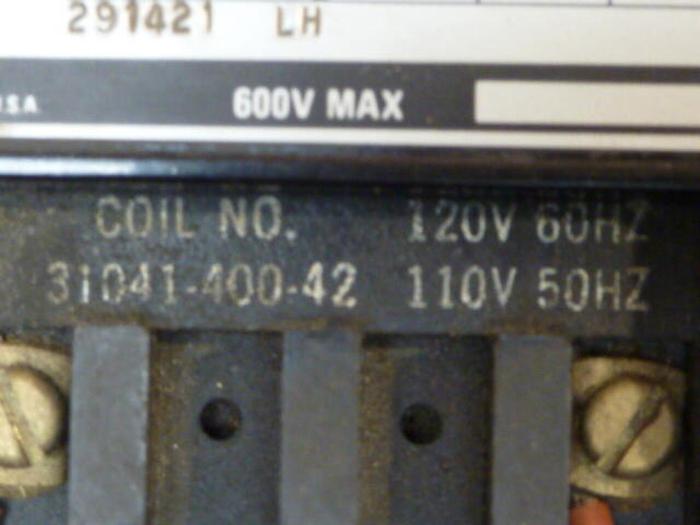 291421 LH
U.S.A. 600V MAX
COIL NO. 120V 60HZ
31041-400-42 110V 50HZ